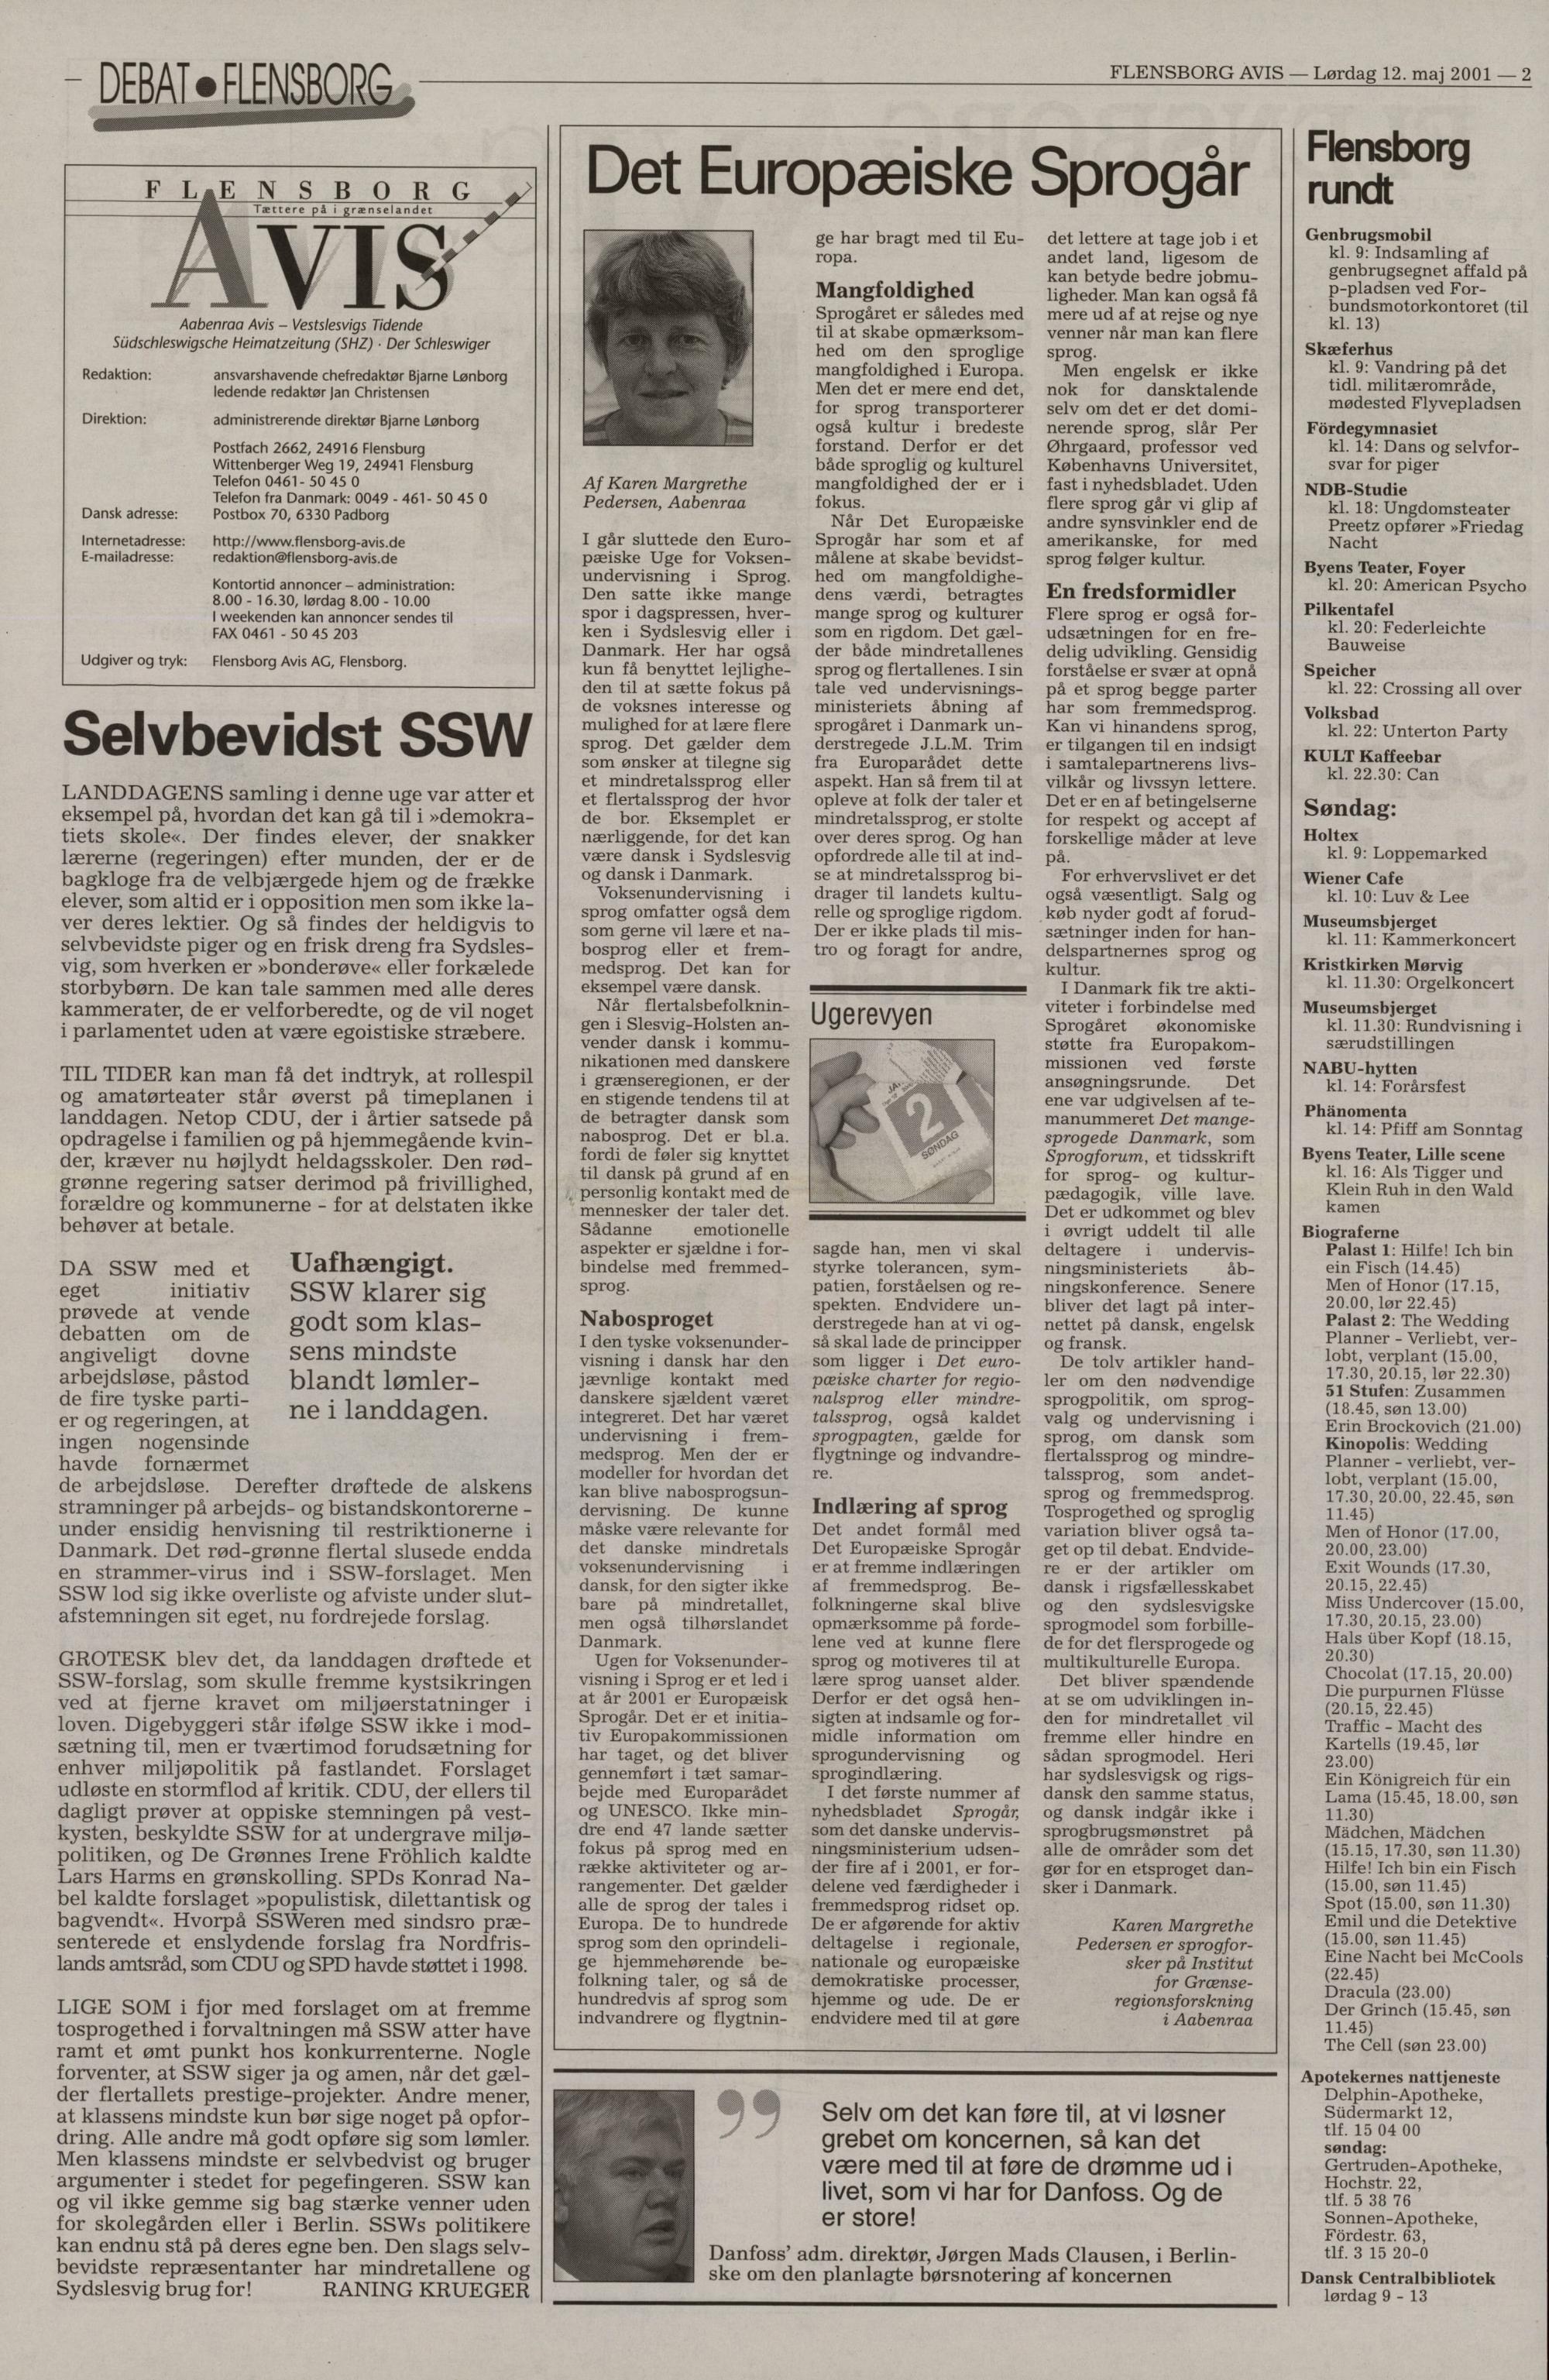 DEBAT ● FLENSBORG
FLENSBORG AVIS — Lørdag 12. maj 2001 — 2
FLENSBORG
Tættere på i grænselandet
AVIS
Aabenraa Avis – Vestslesvigs Tidende
Südschleswigsche Heimatzeitung (SHZ) · Der Schleswiger
Redaktion: ansvarshavende chefredaktør Bjarne Lønborg
ledende redaktør Jan Christensen
Direktion: administrerende direktør Bjarne Lønborg
Postfach 2662, 24916 Flensburg
Wittenberger Weg 19, 24941 Flensburg
Telefon 0461- 50 45 0
Telefon fra Danmark: 0049 - 461- 50 45 0
Dansk adresse: Postbox 70, 6330 Padborg
Internetadresse: http://www.flensborg-avis.de
E-mailadresse: redaktion@flensborg-avis.de
Kontortid annoncer – administration:
8.00 - 16.30, lørdag 8.00 - 10.00
I weekenden kan annoncer sendes til
FAX 0461 - 50 45 203
Udgiver og tryk: Flensborg Avis AG, Flensborg.
Selvbevidst SSW
LANDDAGENS samling i denne uge var atter et
eksempel på, hvordan det kan gå til i »demokra-
tiets skole«. Der findes elever, der snakker
lærerne (regeringen) efter munden, der er de
bagkloge fra de velbjærgede hjem og de frække
elever, som altid er i opposition men som ikke la-
ver deres lektier. Og så findes der heldigvis to
selvbevidste piger og en frisk dreng fra Sydsles-
vig, som hverken er »bonderøve« eller forkælede
storbybørn. De kan tale sammen med alle deres
kammerater, de er velforberedte, og de vil noget
i parlamentet uden at være egoistiske stræbere.
TIL TIDER kan man få det indtryk, at rollespil
og amatørteater står øverst på timeplanen i
landdagen. Netop CDU, der i årtier satsede på
opdragelse i familien og på hjemmegående kvin-
der, kræver nu højlydt heldagsskoler. Den rød-
grønne regering satser derimod på frivillighed,
forældre og kommunerne - for at delstaten ikke
behøver at betale.
DA SSW med et
eget initiativ
prøvede at vende
debatten om de
angiveligt dovne
arbejdsløse, påstod
de fire tyske parti-
er og regeringen, at
ingen nogensinde
havde fornærmet
Uafhængigt.
SSW klarer sig
godt som klas-
sens mindste
blandt lømler-
ne i landdagen.
de arbejdsløse. Derefter drøftede de alskens
stramninger på arbejds- og bistandskontorerne -
under ensidig henvisning til restriktionerne i
Danmark. Det rød-grønne flertal slusede endda
en strammer-virus ind i SSW-forslaget. Men
SSW lod sig ikke overliste og afviste under slut-
afstemningen sit eget, nu fordrejede forslag.
GROTESK blev det, da landdagen drøftede et
SSW-forslag, som skulle fremme kystsikringen
ved at fjerne kravet om miljøerstatninger i
loven. Digebyggeri står ifølge SSW ikke i mod-
sætning til, men er tværtimod forudsætning for
enhver miljøpolitik på fastlandet. Forslaget
udløste en stormflod af kritik. CDU, der ellers til
dagligt prøver at oppiske stemningen på vest-
kysten, beskyldte SSW for at undergrave miljø-
politiken, og De Grønnes Irene Fröhlich kaldte
Lars Harms en grønskolling. SPDs Konrad Na-
bel kaldte forslaget »populistisk, dilettantisk og
bagvendt«. Hvorpå SSWeren med sindsro præ-
senterede et enslydende forslag fra Nordfris-
lands amtsråd, som CDU og SPD havde støttet i 1998.
LIGE SOM i fjor med forslaget om at fremme
tosprogethed i forvaltningen må SSW atter have
ramt et ømt punkt hos konkurrenterne. Nogle
forventer, at SSW siger ja og amen, når det gæl-
der flertallets prestige-projekter. Andre mener,
at klassens mindste kun bør sige noget på opfor-
dring. Alle andre må godt opføre sig som lømler.
Men klassens mindste er selvbedvist og bruger
argumenter i stedet for pegefingeren. SSW kan
og vil ikke gemme sig bag stærke venner uden
for skolegården eller i Berlin. SSWs politikere
kan endnu stå på deres egne ben. Den slags selv-
bevidste repræsentanter har mindretallene og
Sydslesvig brug for! RANING KRUEGER
Det Europæiske Sprogår
Af Karen Margrethe
Pedersen, Aabenraa
I går sluttede den Euro-
pæiske Uge for Voksen-
undervisning i Sprog.
Den satte ikke mange
spor i dagspressen, hver-
ken i Sydslesvig eller i
Danmark. Her har også
kun få benyttet lejlighe-
den til at sætte fokus på
de voksnes interesse og
mulighed for at lære flere
sprog. Det gælder dem
som ønsker at tilegne sig
et mindretalssprog eller
et flertalssprog der hvor
de bor. Eksemplet er
nærliggende, for det kan
være dansk i Sydslesvig
og dansk i Danmark.
Voksenundervisning i
sprog omfatter også dem
som gerne vil lære et na-
bosprog eller et frem-
medsprog. Det kan for
eksempel være dansk.
Når flertalsbefolknin-
gen i Slesvig-Holsten an-
vender dansk i kommu-
nikationen med danskere
i grænseregionen, er der
en stigende tendens til at
de betragter dansk som
nabosprog. Det er bl.a.
fordi de føler sig knyttet
til dansk på grund af en
personlig kontakt med de
mennesker der taler det.
Sådanne emotionelle
aspekter er sjældne i for-
bindelse med fremmed-
sprog.
Nabosproget
I den tyske voksenunder-
visning i dansk har den
jævnlige kontakt med
danskere sjældent været
integreret. Det har været
undervisning i frem-
medsprog. Men der er
modeller for hvordan det
kan blive nabosprogsun-
dervisning. De kunne
måske være relevante for
det danske mindretals
voksenundervisning i
dansk, for den sigter ikke
bare på mindretallet,
men også tilhørslandet
Danmark.
Ugen for Voksenunder-
visning i Sprog er et led i
at år 2001 er Europæisk
Sprogår. Det er et initia-
tiv Europakommissionen
har taget, og det bliver
gennemført i tæt samar-
bejde med Europarådet
og UNESCO. Ikke min-
dre end 47 lande sætter
fokus på sprog med en
række aktiviteter og ar-
rangementer. Det gælder
alle de sprog der tales i
Europa. De to hundrede
sprog som den oprindeli-
ge hjemmehørende be-
folkning taler, og så de
hundredvis af sprog som
indvandrere og flygtnin-
ge har bragt med til Eu-
ropa.
Mangfoldighed
Sprogåret er således med
til at skabe opmærksom-
hed om den sproglige
mangfoldighed i Europa.
Men det er mere end det,
for sprog transporterer
også kultur i bredeste
forstand. Derfor er det
både sproglig og kulturel
mangfoldighed der er i
fokus.
Når Det Europæiske
Sprogår har som et af
målene at skabe bevidst-
hed om mangfoldighe-
dens værdi, betragtes
mange sprog og kulturer
som en rigdom. Det gæl-
der både mindretallenes
sprog og flertallenes. I sin
tale ved undervisnings-
ministeriets åbning af
sprogåret i Danmark un-
derstregede J.L.M. Trim
fra Europarådet dette
aspekt. Han så frem til at
opleve at folk der taler et
mindretalssprog, er stolte
over deres sprog. Og han
opfordrede alle til at ind-
se at mindretalssprog bi-
drager til landets kultu-
relle og sproglige rigdom.
Der er ikke plads til mis-
tro og foragt for andre,
Ugerevyen
2
SØNDAG
sagde han, men vi skal
styrke tolerancen, sym-
patien, forståelsen og re-
spekten. Endvidere un-
derstregede han at vi og-
så skal lade de principper
som ligger i Det euro-
pæiske charter for regio-
nalsprog eller mindre-
talssprog, også kaldet
sprogpagten, gælde for
flygtninge og indvandre-
re.
Indlæring af sprog
Det andet formål med
Det Europæiske Sprogår
er at fremme indlæringen
af fremmedsprog. Be-
folkningerne skal blive
opmærksomme på forde-
lene ved at kunne flere
sprog og motiveres til at
lære sprog uanset alder.
Derfor er det også hen-
sigten at indsamle og for-
midle information om
sprogundervisning og
sprogindlæring.
I det første nummer af
nyhedsbladet Sprogår,
som det danske undervis-
ningsministerium udsen-
der fire af i 2001, er for-
delene ved færdigheder i
fremmedsprog ridset op.
De er afgørende for aktiv
deltagelse i regionale,
nationale og europæiske
demokratiske processer,
hjemme og ude. De er
endvidere med til at gøre
det lettere at tage job i et
andet land, ligesom de
kan betyde bedre jobmu-
ligheder. Man kan også få
mere ud af at rejse og nye
venner når man kan flere
sprog.
Men engelsk er ikke
nok for dansktalende
selv om det er det domi-
nerende sprog, slår Per
Øhrgaard, professor ved
Københavns Universitet,
fast i nyhedsbladet. Uden
flere sprog går vi glip af
andre synsvinkler end de
amerikanske, for med
sprog følger kultur.
En fredsformidler
Flere sprog er også for-
udsætningen for en fre-
delig udvikling. Gensidig
forståelse er svær at opnå
på et sprog begge parter
har som fremmedsprog.
Kan vi hinandens sprog,
er tilgangen til en indsigt
i samtalepartnerens livs-
vilkår og livssyn lettere.
Det er en af betingelserne
for respekt og accept af
forskellige måder at leve
på.
For erhvervslivet er det
også væsentligt. Salg og
køb nyder godt af forud-
sætninger inden for han-
delspartnernes sprog og
kultur.
I Danmark fik tre akti-
viteter i forbindelse med
Sprogåret økonomiske
støtte fra Europakom-
missionen ved første
ansøgningsrunde. Det
ene var udgivelsen af te-
manummeret Det mange-
sprogede Danmark, som
Sprogforum, et tidsskrift
for sprog- og kultur-
pædagogik, ville lave.
Det er udkommet og blev
i øvrigt uddelt til alle
deltagere i undervis-
ningsministeriets åb-
ningskonference. Senere
bliver det lagt på inter-
nettet på dansk, engelsk
og fransk.
De tolv artikler hand-
ler om den nødvendige
sprogpolitik, om sprog-
valg og undervisning i
sprog, om dansk som
flertalssprog og mindre-
talssprog, som andet-
sprog og fremmedsprog.
Tosprogethed og sproglig
variation bliver også ta-
get op til debat. Endvide-
re er der artikler om
dansk i rigsfællesskabet
og den sydslesvigske
sprogmodel som forbille-
de for det flersprogede og
multikulturelle Europa.
Det bliver spændende
at se om udviklingen in-
den for mindretallet vil
fremme eller hindre en
sådan sprogmodel. Heri
har sydslesvigsk og rigs-
dansk den samme status,
og dansk indgår ikke i
sprogbrugsmønstret på
alle de områder som det
gør for en etsproget dan-
sker i Danmark.
Karen Margrethe
Pedersen er sprogfor-
sker på Institut
for Grænse-
regionsforskning
i Aabenraa
”
Selv om det kan føre til, at vi løsner
grebet om koncernen, så kan det
være med til at føre de drømme ud i
livet, som vi har for Danfoss. Og de
er store!
Danfoss’ adm. direktør, Jørgen Mads Clausen, i Berlin-
ske om den planlagte børsnotering af koncernen
Flensborg
rundt
Genbrugsmobil
kl. 9: Indsamling af
genbrugsegnet affald på
p-pladsen ved For-
bundsmotorkontoret (til
kl. 13)
Skæferhus
kl. 9: Vandring på det
tidl. militærområde,
mødested Flyvepladsen
Fördegymnasiet
kl. 14: Dans og selvfor-
svar for piger
NDB-Studie
kl. 18: Ungdomsteater
Preetz opfører »Friedag
Nacht
Byens Teater, Foyer
kl. 20: American Psycho
Pilkentafel
kl. 20: Federleichte
Bauweise
Speicher
kl. 22: Crossing all over
Volksbad
kl. 22: Unterton Party
KULT Kaffeebar
kl. 22.30: Can
Søndag:
Holtex
kl. 9: Loppemarked
Wiener Cafe
kl. 10: Luv & Lee
Museumsbjerget
kl. 11: Kammerkoncert
Kristkirken Mørvig
kl. 11.30: Orgelkoncert
Museumsbjerget
kl. 11.30: Rundvisning i
særudstillingen
NABU-hytten
kl. 14: Forårsfest
Phänomenta
kl. 14: Pfiff am Sonntag
Byens Teater, Lille scene
kl. 16: Als Tigger und
Klein Ruh in den Wald
kamen
Biograferne
Palast 1: Hilfe! Ich bin
ein Fisch (14.45)
Men of Honor (17.15,
20.00, lør 22.45)
Palast 2: The Wedding
Planner - Verliebt, ver-
lobt, verplant (15.00,
17.30, 20.15, lør 22.30)
51 Stufen: Zusammen
(18.45, søn 13.00)
Erin Brockovich (21.00)
Kinopolis: Wedding
Planner - verliebt, ver-
lobt, verplant (15.00,
17.30, 20.00, 22.45, søn
11.45)
Men of Honor (17.00,
20.00, 23.00)
Exit Wounds (17.30,
20.15, 22.45)
Miss Undercover (15.00,
17.30, 20.15, 23.00)
Hals über Kopf (18.15,
20.30)
Chocolat (17.15, 20.00)
Die purpurnen Flüsse
(20.15, 22.45)
Traffic - Macht des
Kartells (19.45, lør
23.00)
Ein Königreich für ein
Lama (15.45, 18.00, søn
11.30)
Mädchen, Mädchen
(15.15, 17.30, søn 11.30)
Hilfe! Ich bin ein Fisch
(15.00, søn 11.45)
Spot (15.00, søn 11.30)
Emil und die Detektive
(15.00, søn 11.45)
Eine Nacht bei McCools
(22.45)
Dracula (23.00)
Der Grinch (15.45, søn
11.45)
The Cell (søn 23.00)
Apotekernes nattjeneste
Delphin-Apotheke,
Südermarkt 12,
tlf. 15 04 00
søndag:
Gertruden-Apotheke,
Hochstr. 22,
tlf. 5 38 76
Sonnen-Apotheke,
Fördestr. 63,
tlf. 3 15 20-0
Dansk Centralbibliotek
lørdag 9 - 13